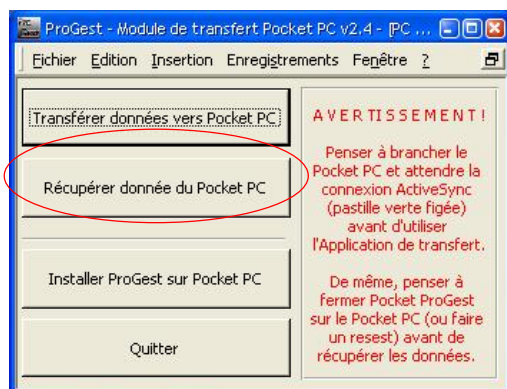 ProGest - Module de transfert Pocket PC v2.4 - [PC ...
Fichier Edition Insertion Enregistrements Fenêtre ?
Transférer données vers Pocket PC
Récupérer donnée du Pocket PC
Installer ProGest sur Pocket PC
Quitter
AVERTISSEMENT!
Penser à brancher le
Pocket PC et attendre la
connexion ActiveSync
(pastille verte figée)
avant d'utiliser
l'Application de transfert.
De même, penser à
fermer Pocket ProGest
sur le Pocket PC (ou faire
un resest) avant de
récupérer les données.